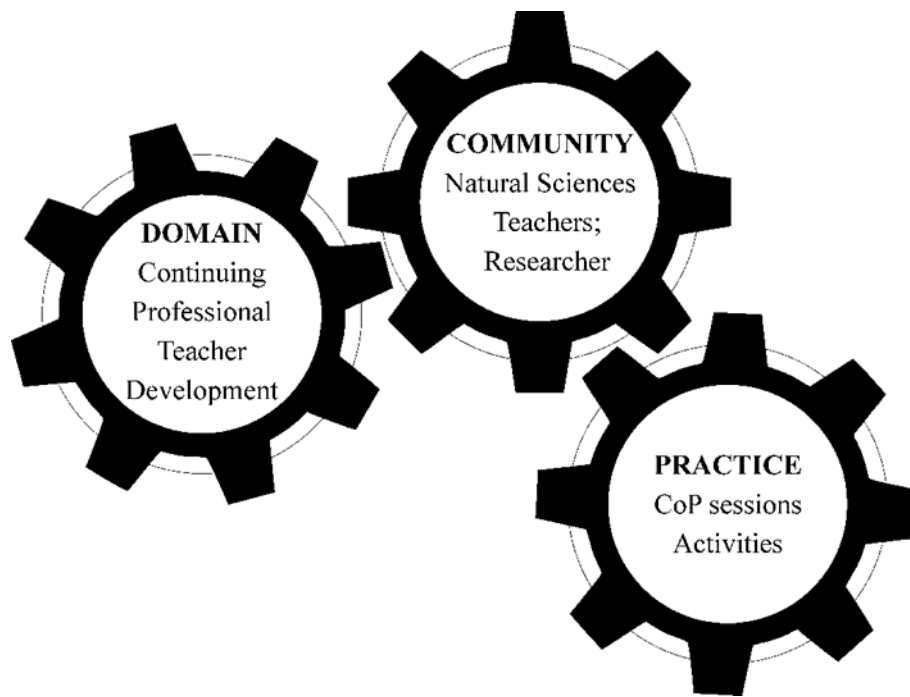 DOMAIN
Continuing
Professional
Teacher
Development
COMMUNITY
Natural Sciences
Teachers;
Researcher
PRACTICE
CoP sessions
Activities